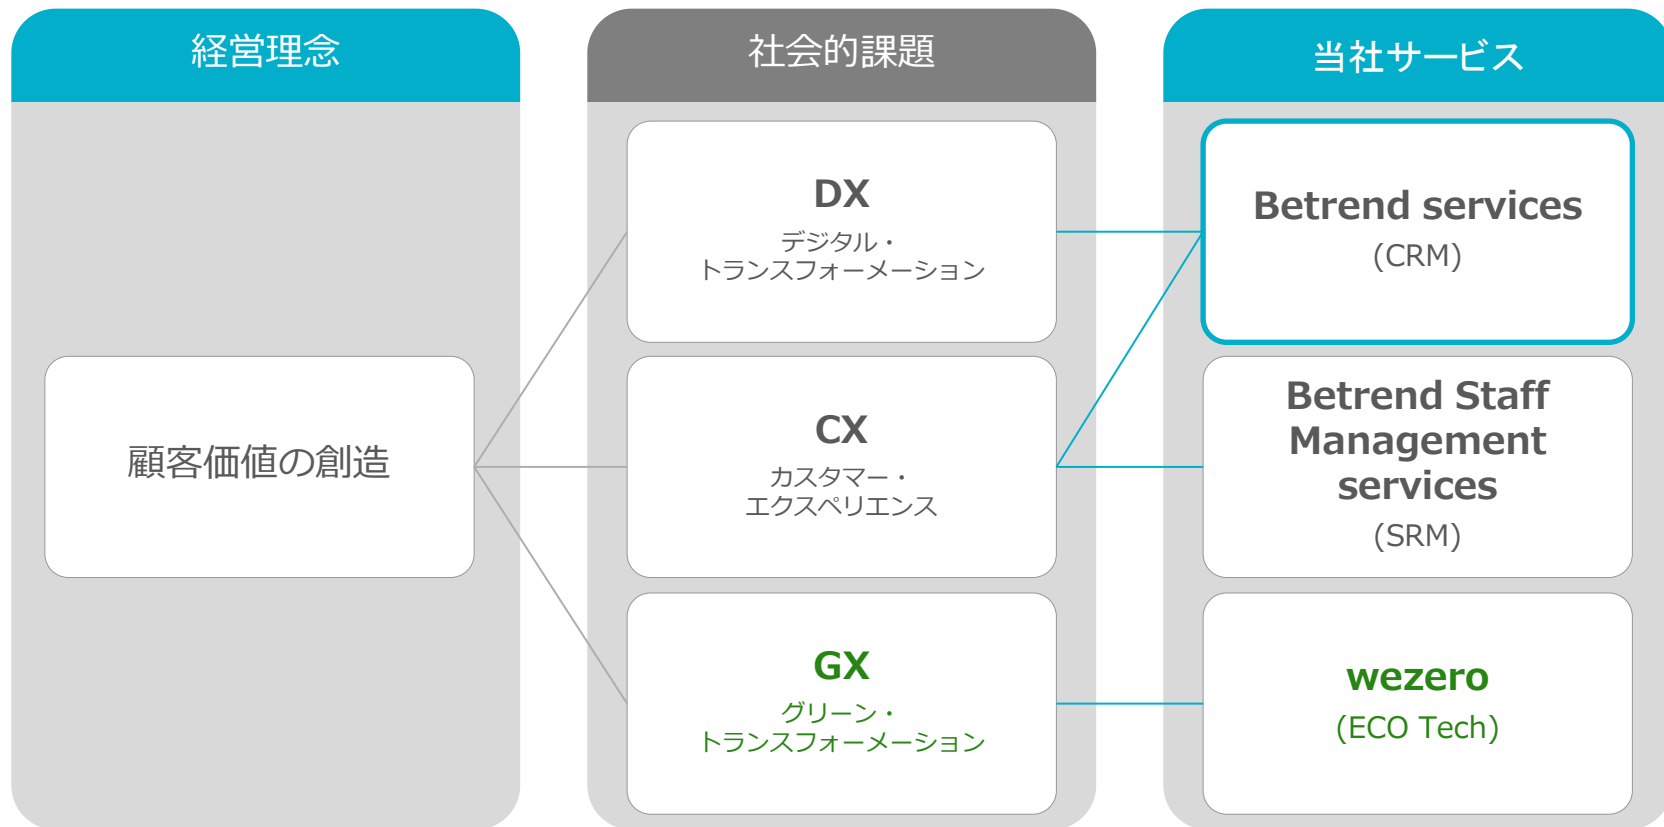 経営理念
顧客価値の創造
社会的課題
DX
デジタル・
トランスフォーメーション
CX
カスタマー・
エクスペリエンス
GX
グリーン・
トランスフォーメーション
当社サービス
Betrend services
(CRM)
Betrend Staff
Management
services
(SRM)
wezero
(ECO Tech)